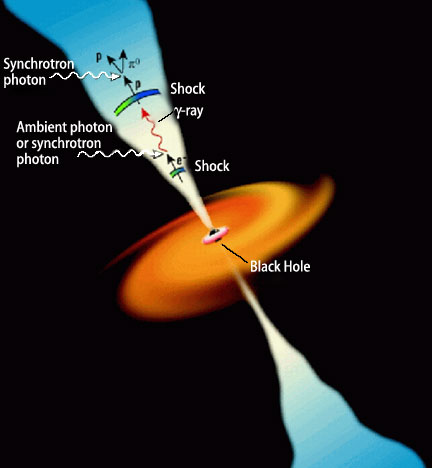 p
π⁰
Synchrotron
photon
p
Shock
γ-ray
Ambient photon
or synchrotron
photon
e⁻
Shock
Black Hole